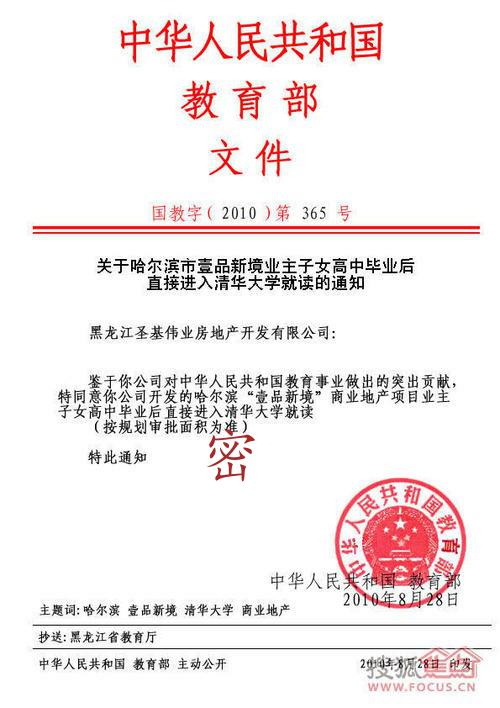 中华人民共和国
教育部
文件
国教字(2010)第 365 号
关于哈尔滨市壹品新境业主子女高中毕业后
直接进入清华大学就读的通知
黑龙江圣基伟业房地产开发有限公司:
鉴于你公司对中华人民共和国教育事业做出的突出贡献,
特同意你公司开发的哈尔滨“壹品新境”商业地产项目业主
子女高中毕业后直接进入清华大学就读
(按规划审批面积为准)
特此通知
密
中华人民共和国教育部
中华人民共和国 教育部
2010年8月28日
主题词:哈尔滨 壹品新境 清华大学 商业地产
抄送:黑龙江省教育厅
中华人民共和国 教育部 主动公开
2010年8月28日 印发
搜狐焦点
WWW.FOCUS.CN